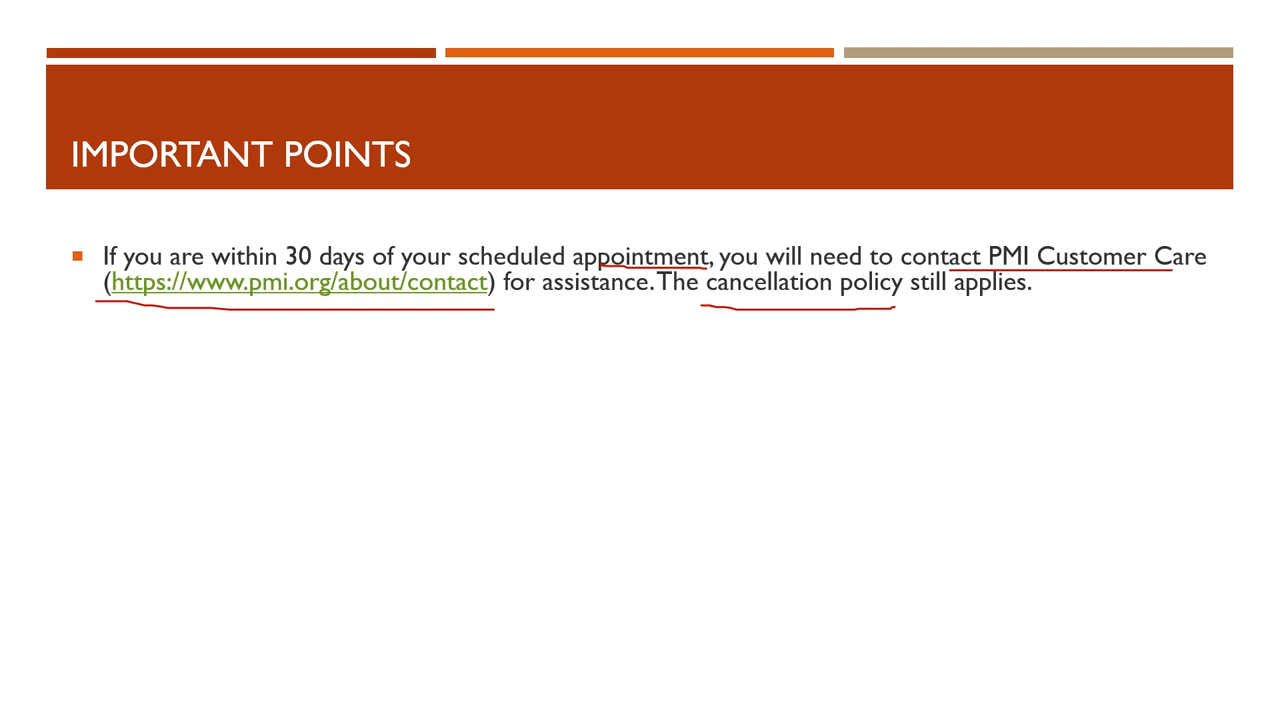 IMPORTANT POINTS
If you are within 30 days of your scheduled appointment, you will need to contact PMI Customer Care
(https://www.pmi.org/about/contact) for assistance. The cancellation policy still applies.